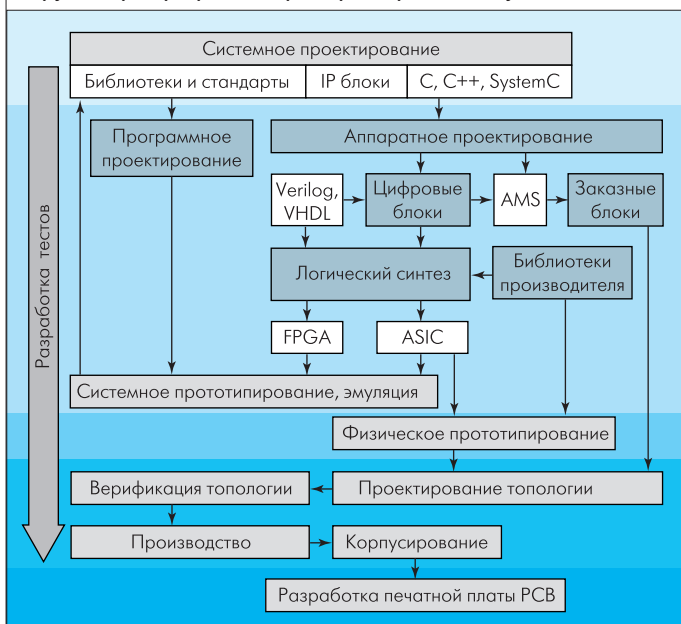 Системное проектирование
Библиотеки и стандарты
IP блоки
C, C++, SystemC
Программное
проектирование
Аппаратное проектирование
Verilog,
VHDL
Цифровые
блоки
AMS
Заказные
блоки
Логический синтез
Библиотеки
производителя
FPGA
ASIC
Системное прототипирование, эмуляция
Физическое прототипирование
Верификация топологии
Проектирование топологии
Производство
Корпусирование
Разработка печатной платы PCB
Разработка тестов